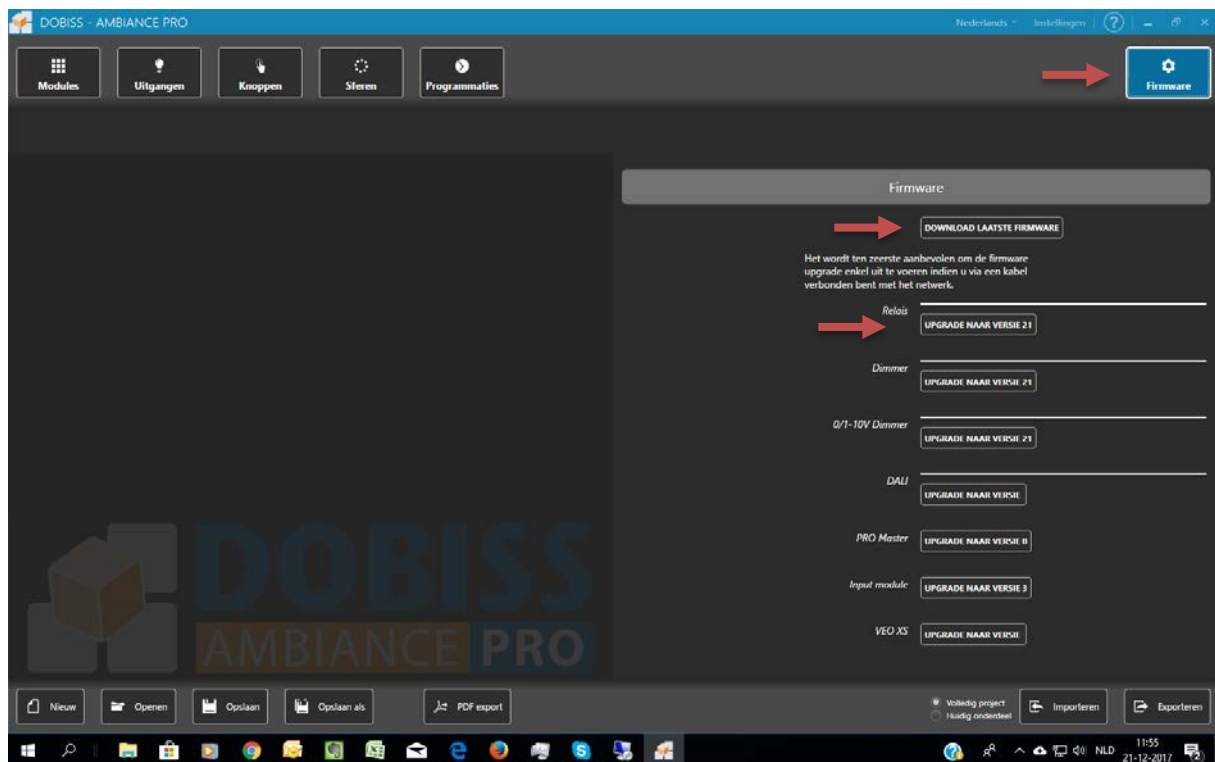 DOBISS - AMBIANCE PRO
Nederlands
Instellingen
?
Modules
Uitgangen
Knoppen
Sferen
Programmaties
Firmware
Firmware
DOWNLOAD LAATSTE FIRMWARE
Het wordt ten zeerste aanbevolen om de firmware
upgrade enkel uit te voeren indien u via een kabel
verbonden bent met het netwerk.
Relais
UPGRADE NAAR VERSIE 21
Dimmer
UPGRADE NAAR VERSIE 21
0/1-10V Dimmer
UPGRADE NAAR VERSIE 21
DALI
UPGRADE NAAR VERSIE
PRO Master
UPGRADE NAAR VERSIE 0
Input module
UPGRADE NAAR VERSIE 3
VEO XS
UPGRADE NAAR VERSIE
DOBISS
AMBIANCE PRO
Nieuw
Openen
Opslaan
Opslaan als
PDF export
Volledig project
Huidig onderdeel
Importeren
Exporteren
NLD
11:55
21-12-2017